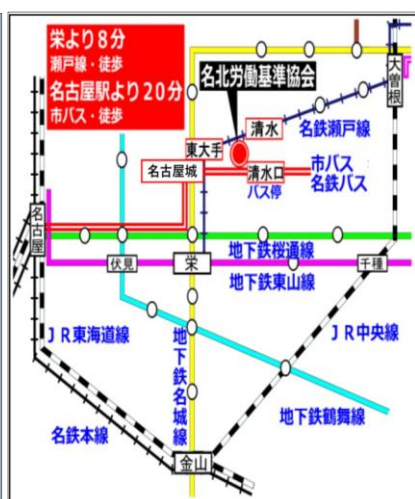 栄より8分
瀬戸線・徒歩
名古屋駅より20分
市バス・徒歩
名北労働基準協会
大曽根
清水
名鉄瀬戸線
東大手
名古屋城
清水口
バス停
市バス
名鉄バス
名古屋
地下鉄桜通線
伏見
栄
千種
地下鉄東山線
JR東海道線
地下鉄名城線
JR中央線
地下鉄鶴舞線
名鉄本線
金山